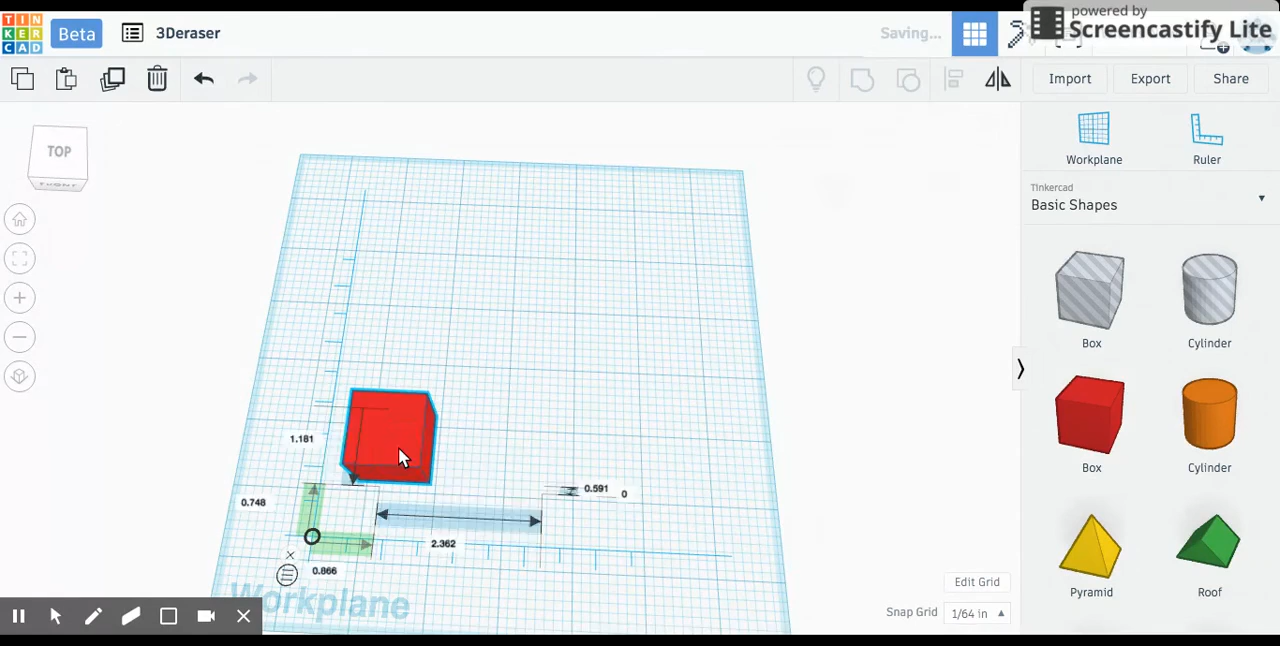 powered by
Screencastify Lite
TIN
KER
CAD
Beta
3Deraser
Saving...
Import
Export
Share
TOP
FRONT
Workplane
Ruler
Tinkercad
Basic Shapes
Box
Cylinder
Box
Cylinder
Pyramid
Roof
1.181
0.748
0.591
0
2.362
0.866
Workplane
Edit Grid
Snap Grid
1/64 in